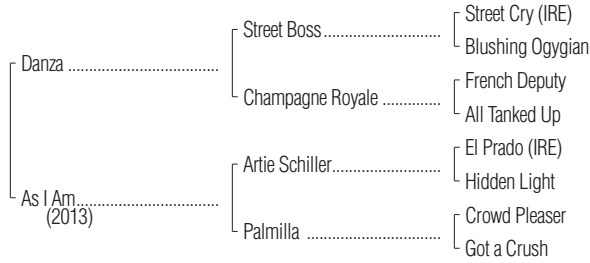 Street Cry (IRE)
Street Boss..............................
Blushing Ogygian
Danza ......................................
French Deputy
Champagne Royale ...............
All Tanked Up
El Prado (IRE)
Artie Schiller............................
Hidden Light
As I Am.....................................
(2013)
Crowd Pleaser
Palmilla ...................................
Got a Crush